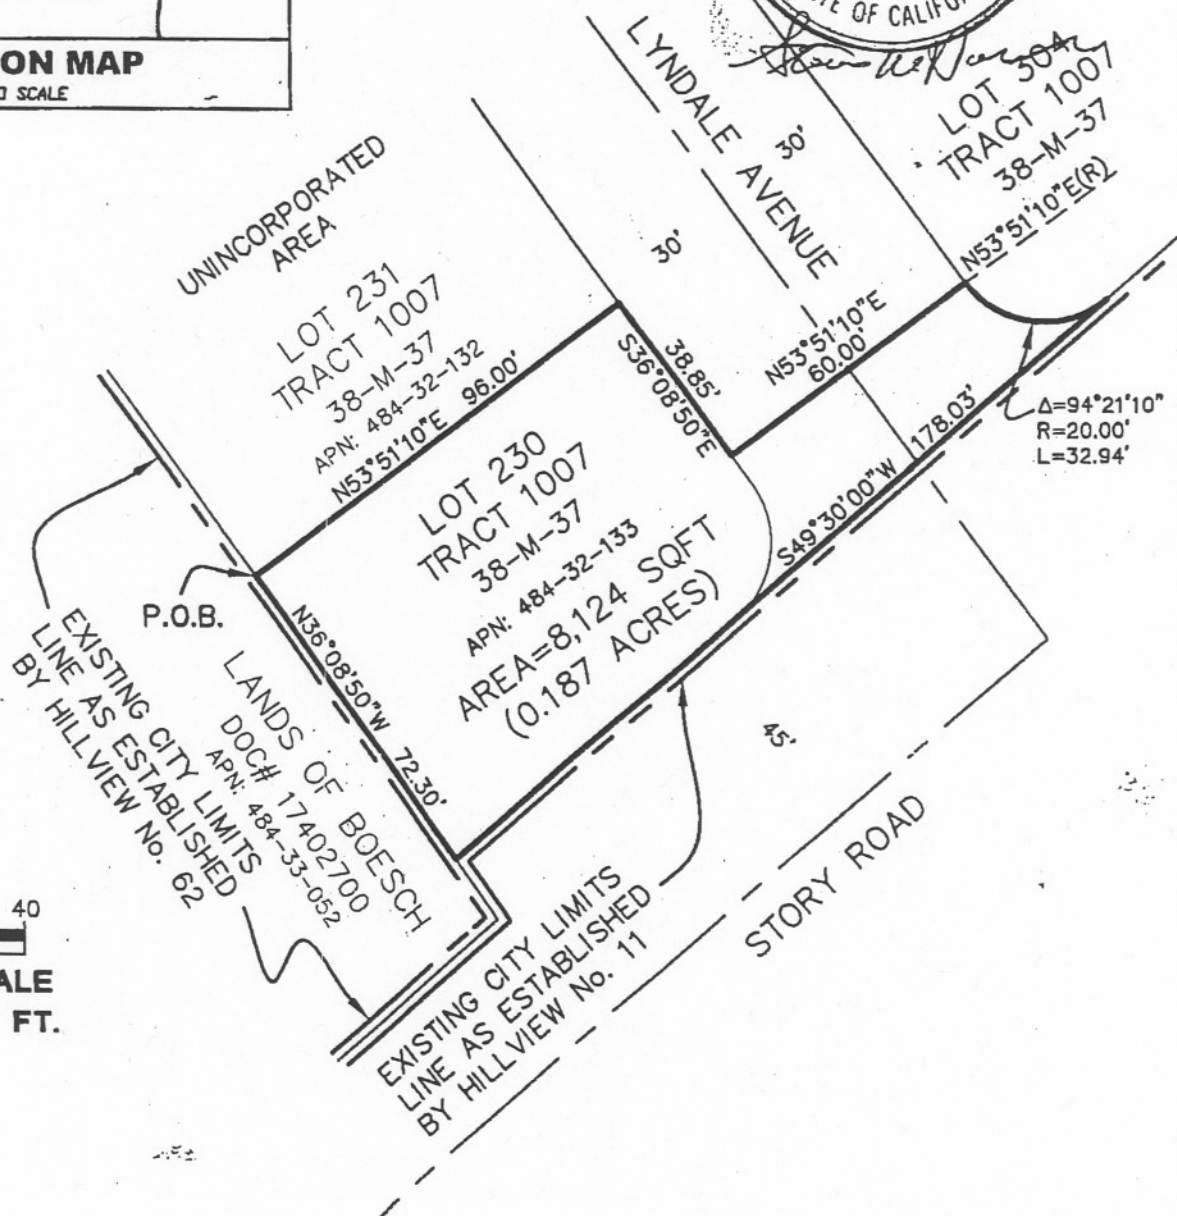 ON MAP
SCALE
OF CALIFO
LYNDALE AVENUE
30'
30'
LOT 304
TRACT 1007
38-M-37
N53°51'10"E(R)
UNINCORPORATED
AREA
LOT 231
TRACT 1007
38-M-37
APN: 484-32-132
N53°51'10"E 96.00'
38.85'
S36°08'50"E
N53°51'10"E
60.00'
Δ=94°21'10"
R=20.00'
L=32.94'
S49°30'00"W 178.03'
LOT 230
TRACT 1007
38-M-37
APN: 484-32-133
AREA=8,124 SQFT
(0.187 ACRES)
P.O.B.
N36°08'50"W 72.30'
EXISTING CITY LIMITS
LINE AS ESTABLISHED
BY HILLVIEW No. 62
LANDS OF BOESCH
DOC# 17402700
APN: 484-33-052
45'
STORY ROAD
EXISTING CITY LIMITS
LINE AS ESTABLISHED
BY HILLVIEW No. 11
40
ALE
FT.